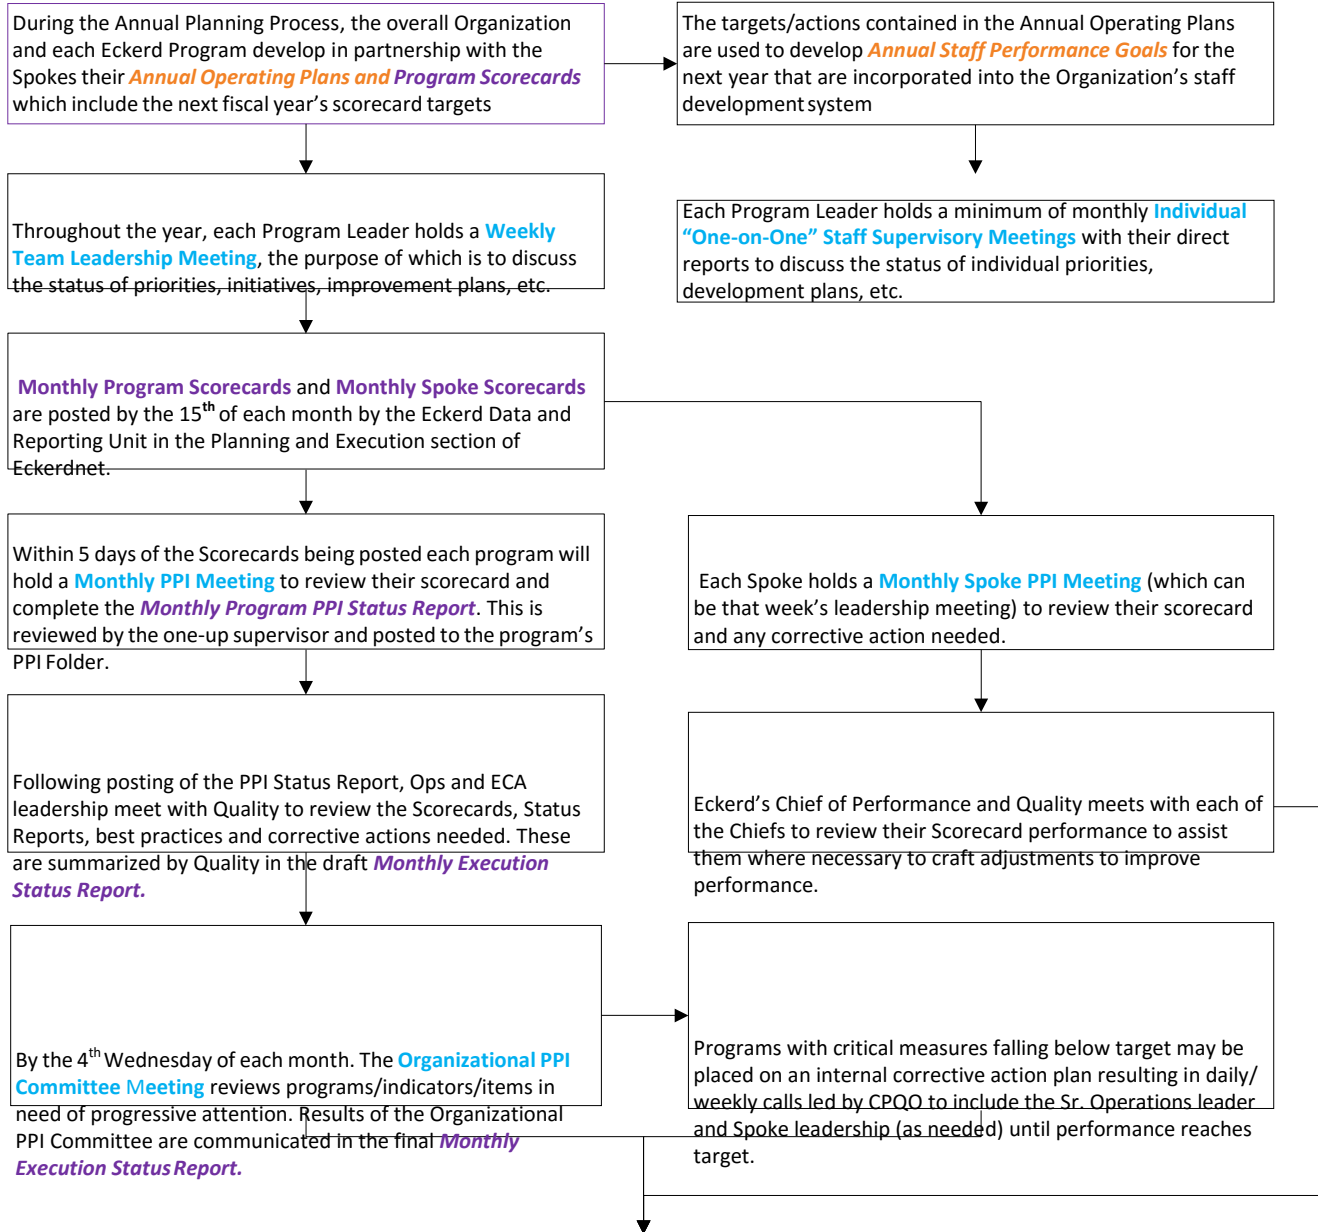 During the Annual Planning Process, the overall Organization
and each Eckerd Program develop in partnership with the
Spokes their Annual Operating Plans and Program Scorecards
which include the next fiscal year’s scorecard targets
The targets/actions contained in the Annual Operating Plans
are used to develop Annual Staff Performance Goals for the
next year that are incorporated into the Organization’s staff
development system
Throughout the year, each Program Leader holds a Weekly
Team Leadership Meeting, the purpose of which is to discuss
the status of priorities, initiatives, improvement plans, etc.
Each Program Leader holds a minimum of monthly Individual
“One-on-One” Staff Supervisory Meetings with their direct
reports to discuss the status of individual priorities,
development plans, etc.
Monthly Program Scorecards and Monthly Spoke Scorecards
are posted by the 15th of each month by the Eckerd Data and
Reporting Unit in the Planning and Execution section of
Eckerdnet.
Within 5 days of the Scorecards being posted each program will
hold a Monthly PPI Meeting to review their scorecard and
complete the Monthly Program PPI Status Report. This is
reviewed by the one-up supervisor and posted to the program’s
PPI Folder.
Each Spoke holds a Monthly Spoke PPI Meeting (which can
be that week’s leadership meeting) to review their scorecard
and any corrective action needed.
Following posting of the PPI Status Report, Ops and ECA
leadership meet with Quality to review the Scorecards, Status
Reports, best practices and corrective actions needed. These
are summarized by Quality in the draft Monthly Execution
Status Report.
Eckerd’s Chief of Performance and Quality meets with each of
the Chiefs to review their Scorecard performance to assist
them where necessary to craft adjustments to improve
performance.
By the 4th Wednesday of each month. The Organizational PPI
Committee Meeting reviews programs/indicators/items in
need of progressive attention. Results of the Organizational
PPI Committee are communicated in the final Monthly
Execution Status Report.
Programs with critical measures falling below target may be
placed on an internal corrective action plan resulting in daily/
weekly calls led by CPQO to include the Sr. Operations leader
and Spoke leadership (as needed) until performance reaches
target.